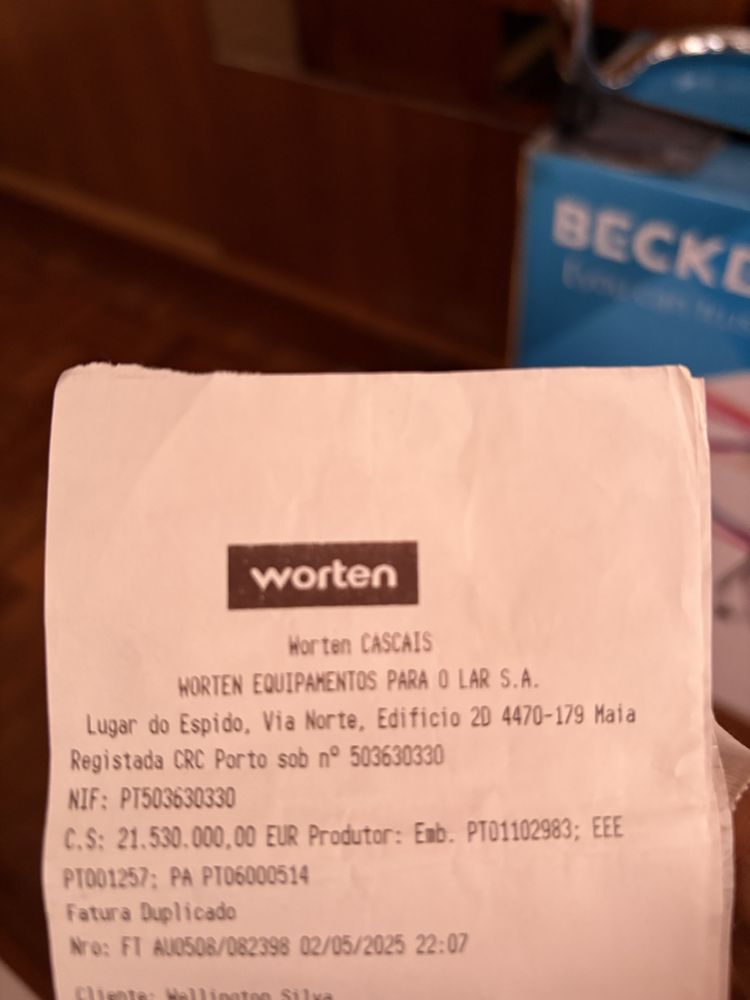 BECK
worten
Worten CASCAIS
WORTEN EQUIPAMENTOS PARA O LAR S.A.
Lugar do Espido, Via Norte, Edificio 2D 4470-179 Maia
Registada CRC Porto sob nº 503630330
NIF: PT503630330
C.S: 21.530.000,00 EUR Produtor: Emb. PT01102983; EEE
PT001257; PA PT06000514
Fatura Duplicado
Nro: FT AU0508/082398 02/05/2025 22:07
Cliente: Wellington Silva